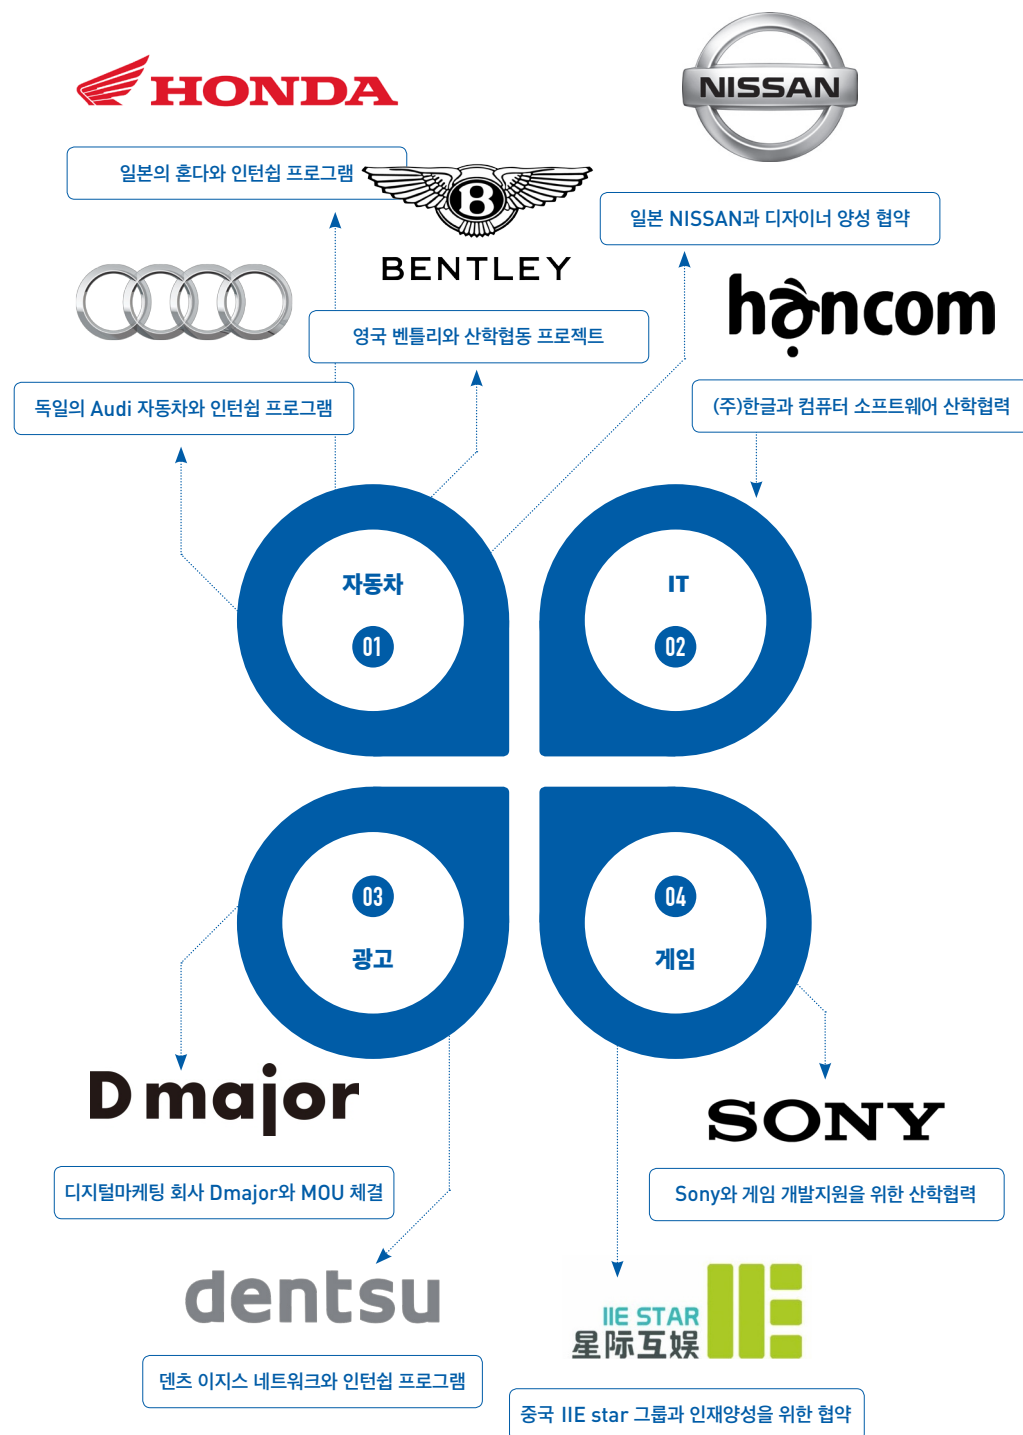 HONDA
NISSAN
일본의 혼다와 인턴쉽 프로그램
B
BENTLEY
일본 NISSAN과 디자이너 양성 협약
hancom
영국 벤틀리와 산학협동 프로젝트
독일의 Audi 자동차와 인턴쉽 프로그램
(주)한글과 컴퓨터 소프트웨어 산학협력
자동차
01
IT
02
03
광고
04
게임
Dmajor
SONY
디지털마케팅 회사 Dmajor와 MOU 체결
Sony와 게임 개발지원을 위한 산학협력
dentsu
IIE STAR
星际互娱
IIE
덴츠 이지스 네트워크와 인턴쉽 프로그램
중국 IIE star 그룹과 인재양성을 위한 협약